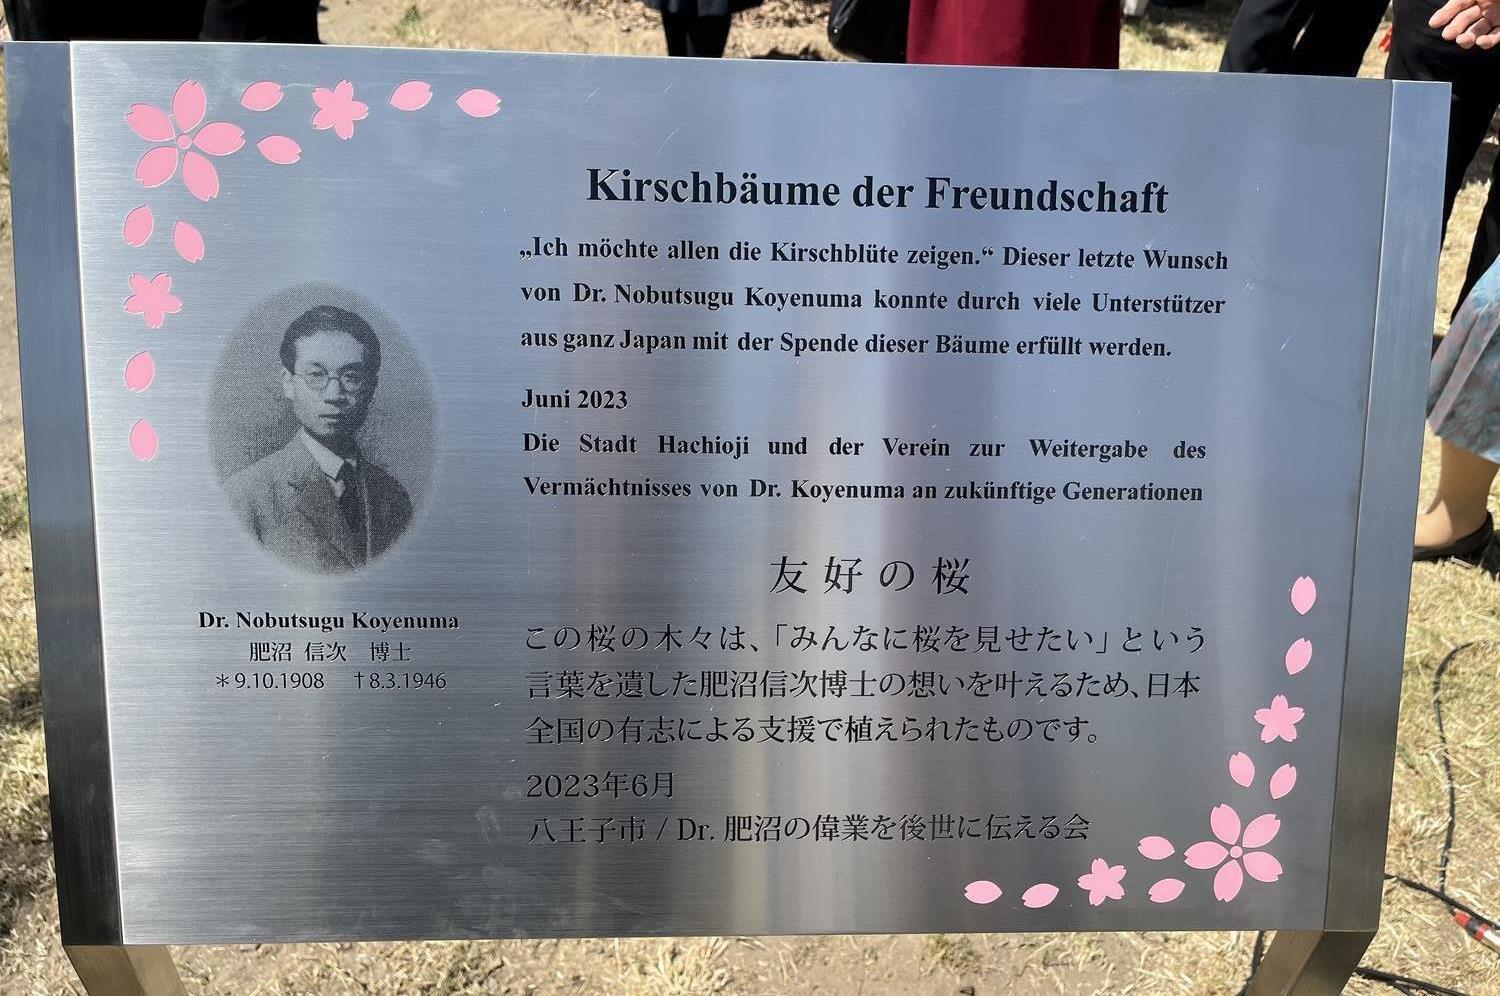 Kirschbäume der Freundschaft
„Ich möchte allen die Kirschblüte zeigen.“ Dieser letzte Wunsch
von Dr. Nobutsugu Koyenuma konnte durch viele Unterstützer
aus ganz Japan mit der Spende dieser Bäume erfüllt werden.
Juni 2023
Die Stadt Hachioji und der Verein zur Weitergabe des
Vermächtnisses von Dr. Koyenuma an zukünftige Generationen
Dr. Nobutsugu Koyenuma
肥沼 信次 博士
*9.10.1908 †8.3.1946
友好の桜
この桜の木々は、「みんなに桜を見せたい」という
言葉を遺した肥沼信次博士の想いを叶えるため、日本
全国の有志による支援で植えられたものです。
2023年6月
八王子市 / Dr. 肥沼の偉業を後世に伝える会